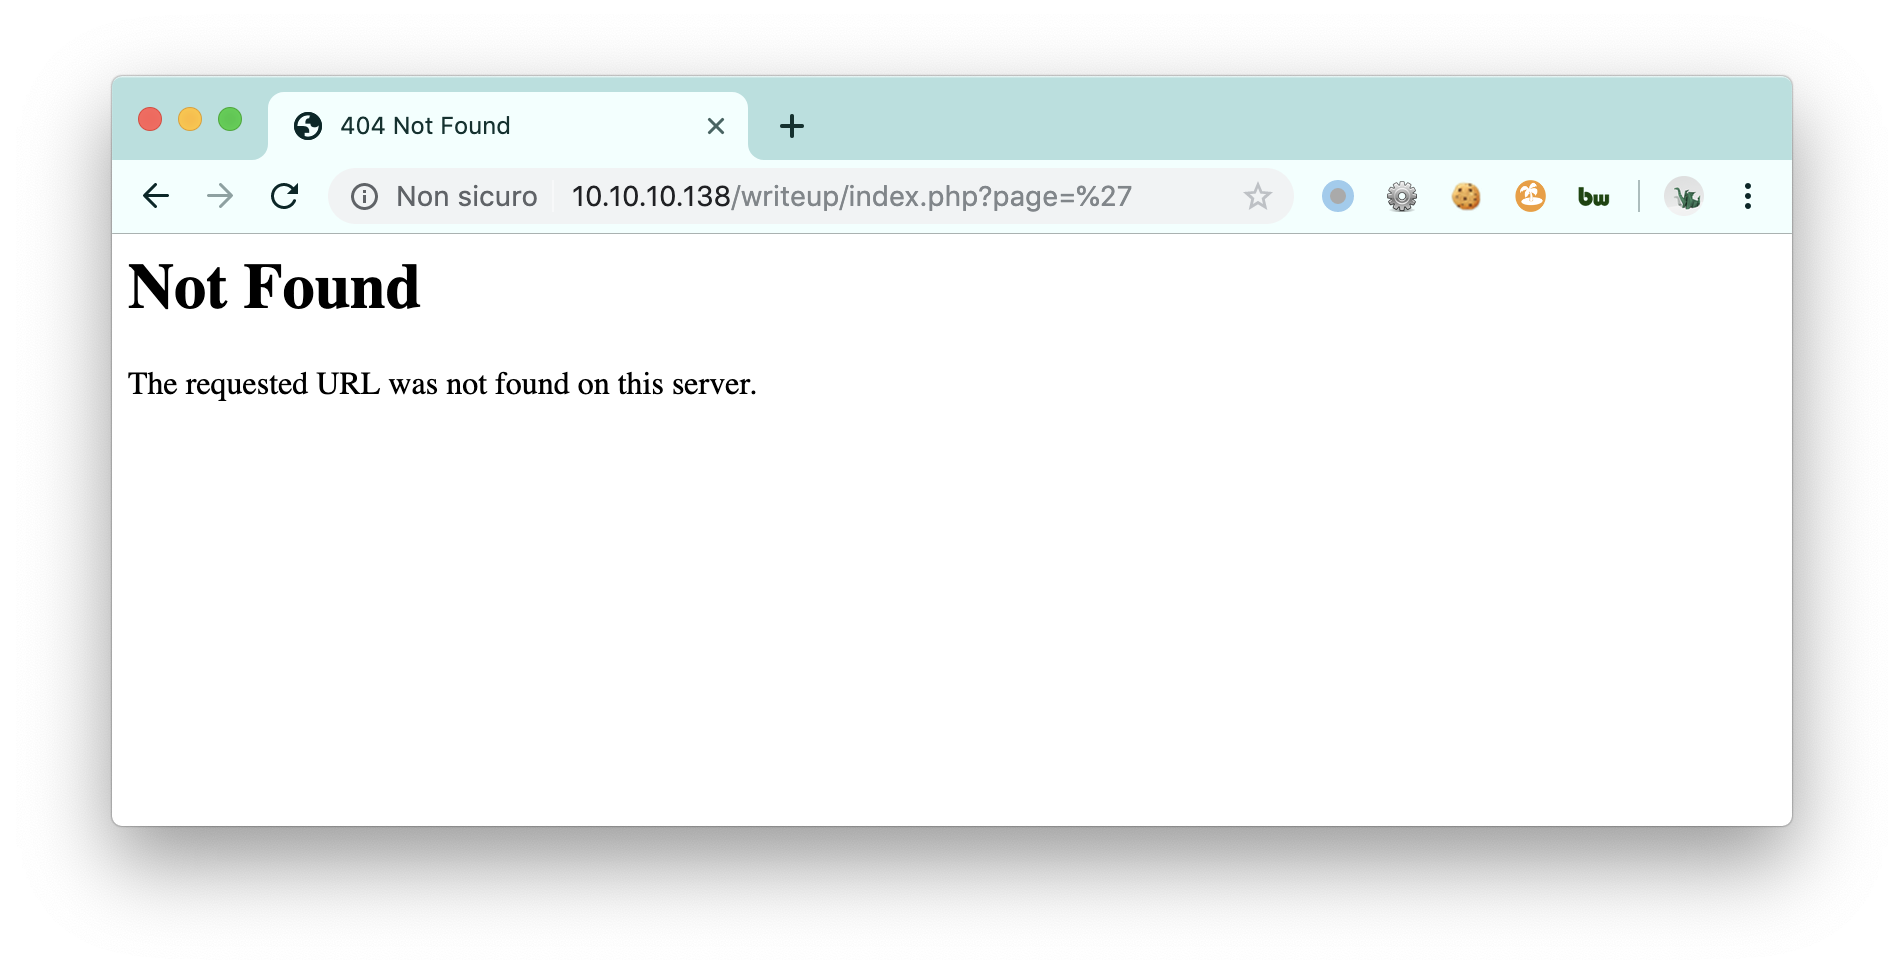 404 Not Found
Non sicuro 10.10.10.138/writeup/index.php?page=%27
bw
Not Found
The requested URL was not found on this server.